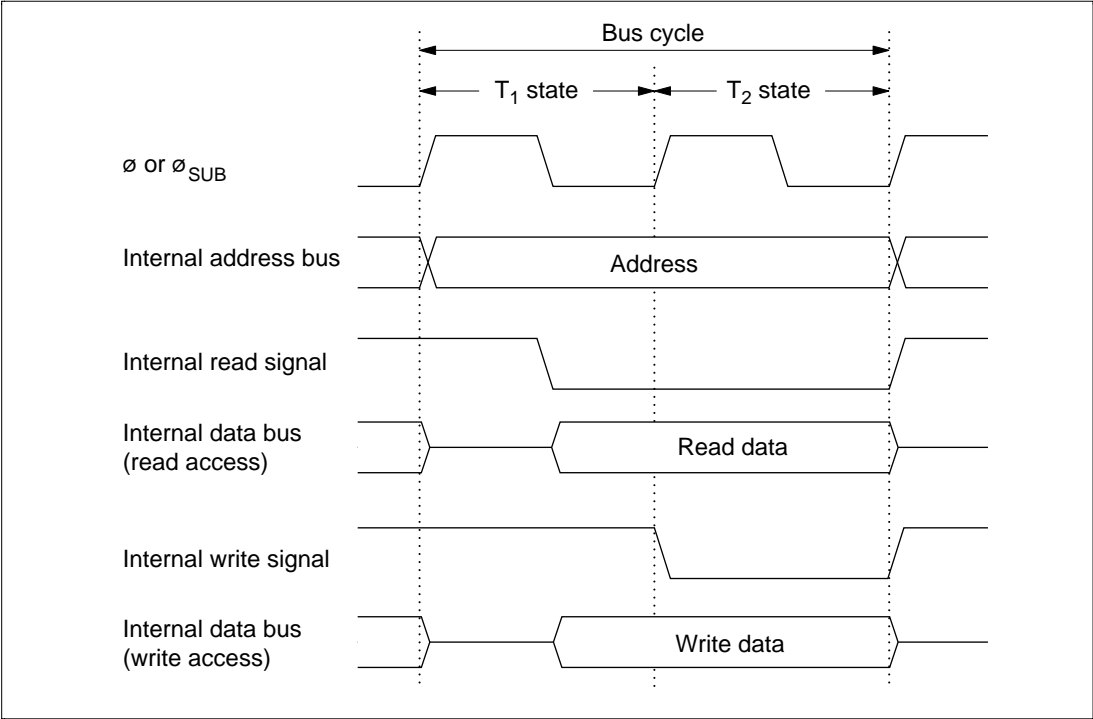 Bus cycle
T1 state
T2 state
ø or øSUB
Internal address bus
Address
Internal read signal
Internal data bus
(read access)
Read data
Internal write signal
Internal data bus
(write access)
Write data